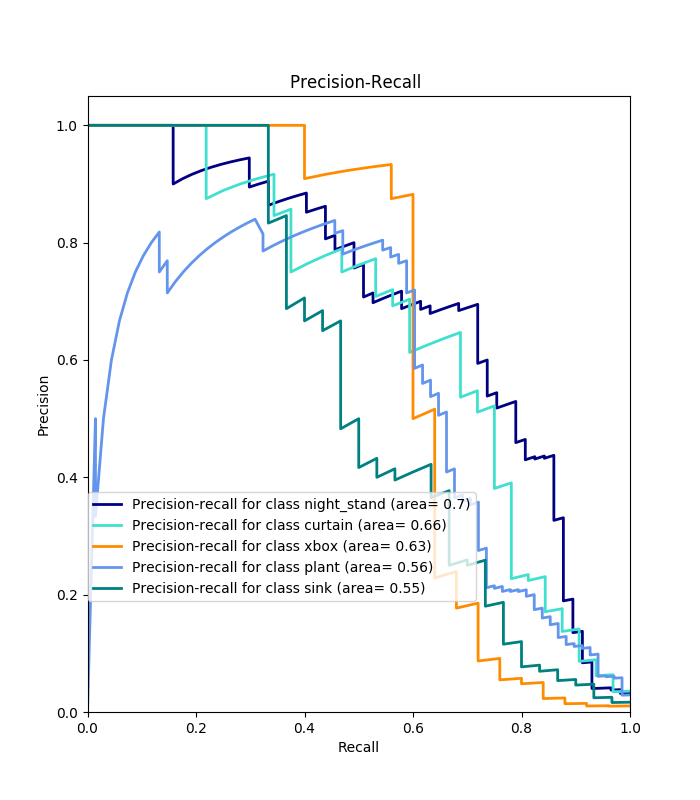 Precision-Recall
1.0
0.8
0.6
0.4
0.2
0.0
Precision
Precision-recall for class night_stand (area= 0.7)
Precision-recall for class curtain (area= 0.66)
Precision-recall for class xbox (area= 0.63)
Precision-recall for class plant (area= 0.56)
Precision-recall for class sink (area= 0.55)
0.0 0.2 0.4 0.6 0.8 1.0
Recall